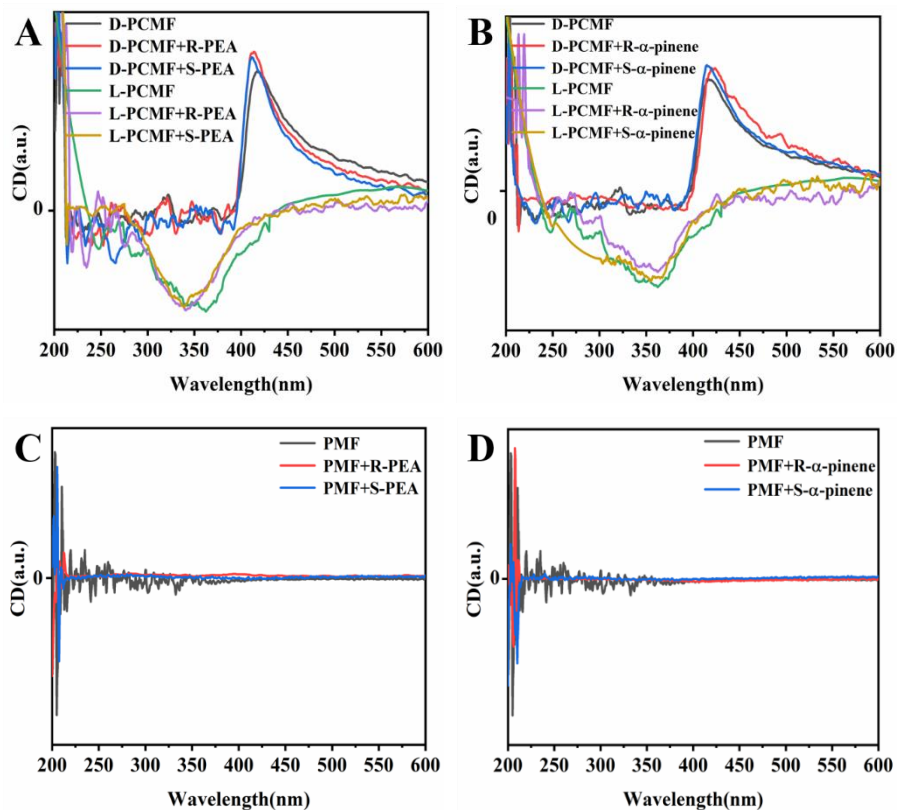 A
D-PCMF
D-PCMF+R-PEA
D-PCMF+S-PEA
L-PCMF
L-PCMF+R-PEA
L-PCMF+S-PEA
CD(a.u.)
0
200 250 300 350 400 450 500 550 600
Wavelength(nm)
B
D-PCMF
D-PCMF+R-α-pinene
D-PCMF+S-α-pinene
L-PCMF
L-PCMF+R-α-pinene
L-PCMF+S-α-pinene
CD(a.u.)
0
200 250 300 350 400 450 500 550 600
Wavelength(nm)
C
PMF
PMF+R-PEA
PMF+S-PEA
CD(a.u.)
0
200 250 300 350 400 450 500 550 600
Wavelength(nm)
D
PMF
PMF+R-α-pinene
PMF+S-α-pinene
CD(a.u.)
0
200 250 300 350 400 450 500 550 600
Wavelength(nm)